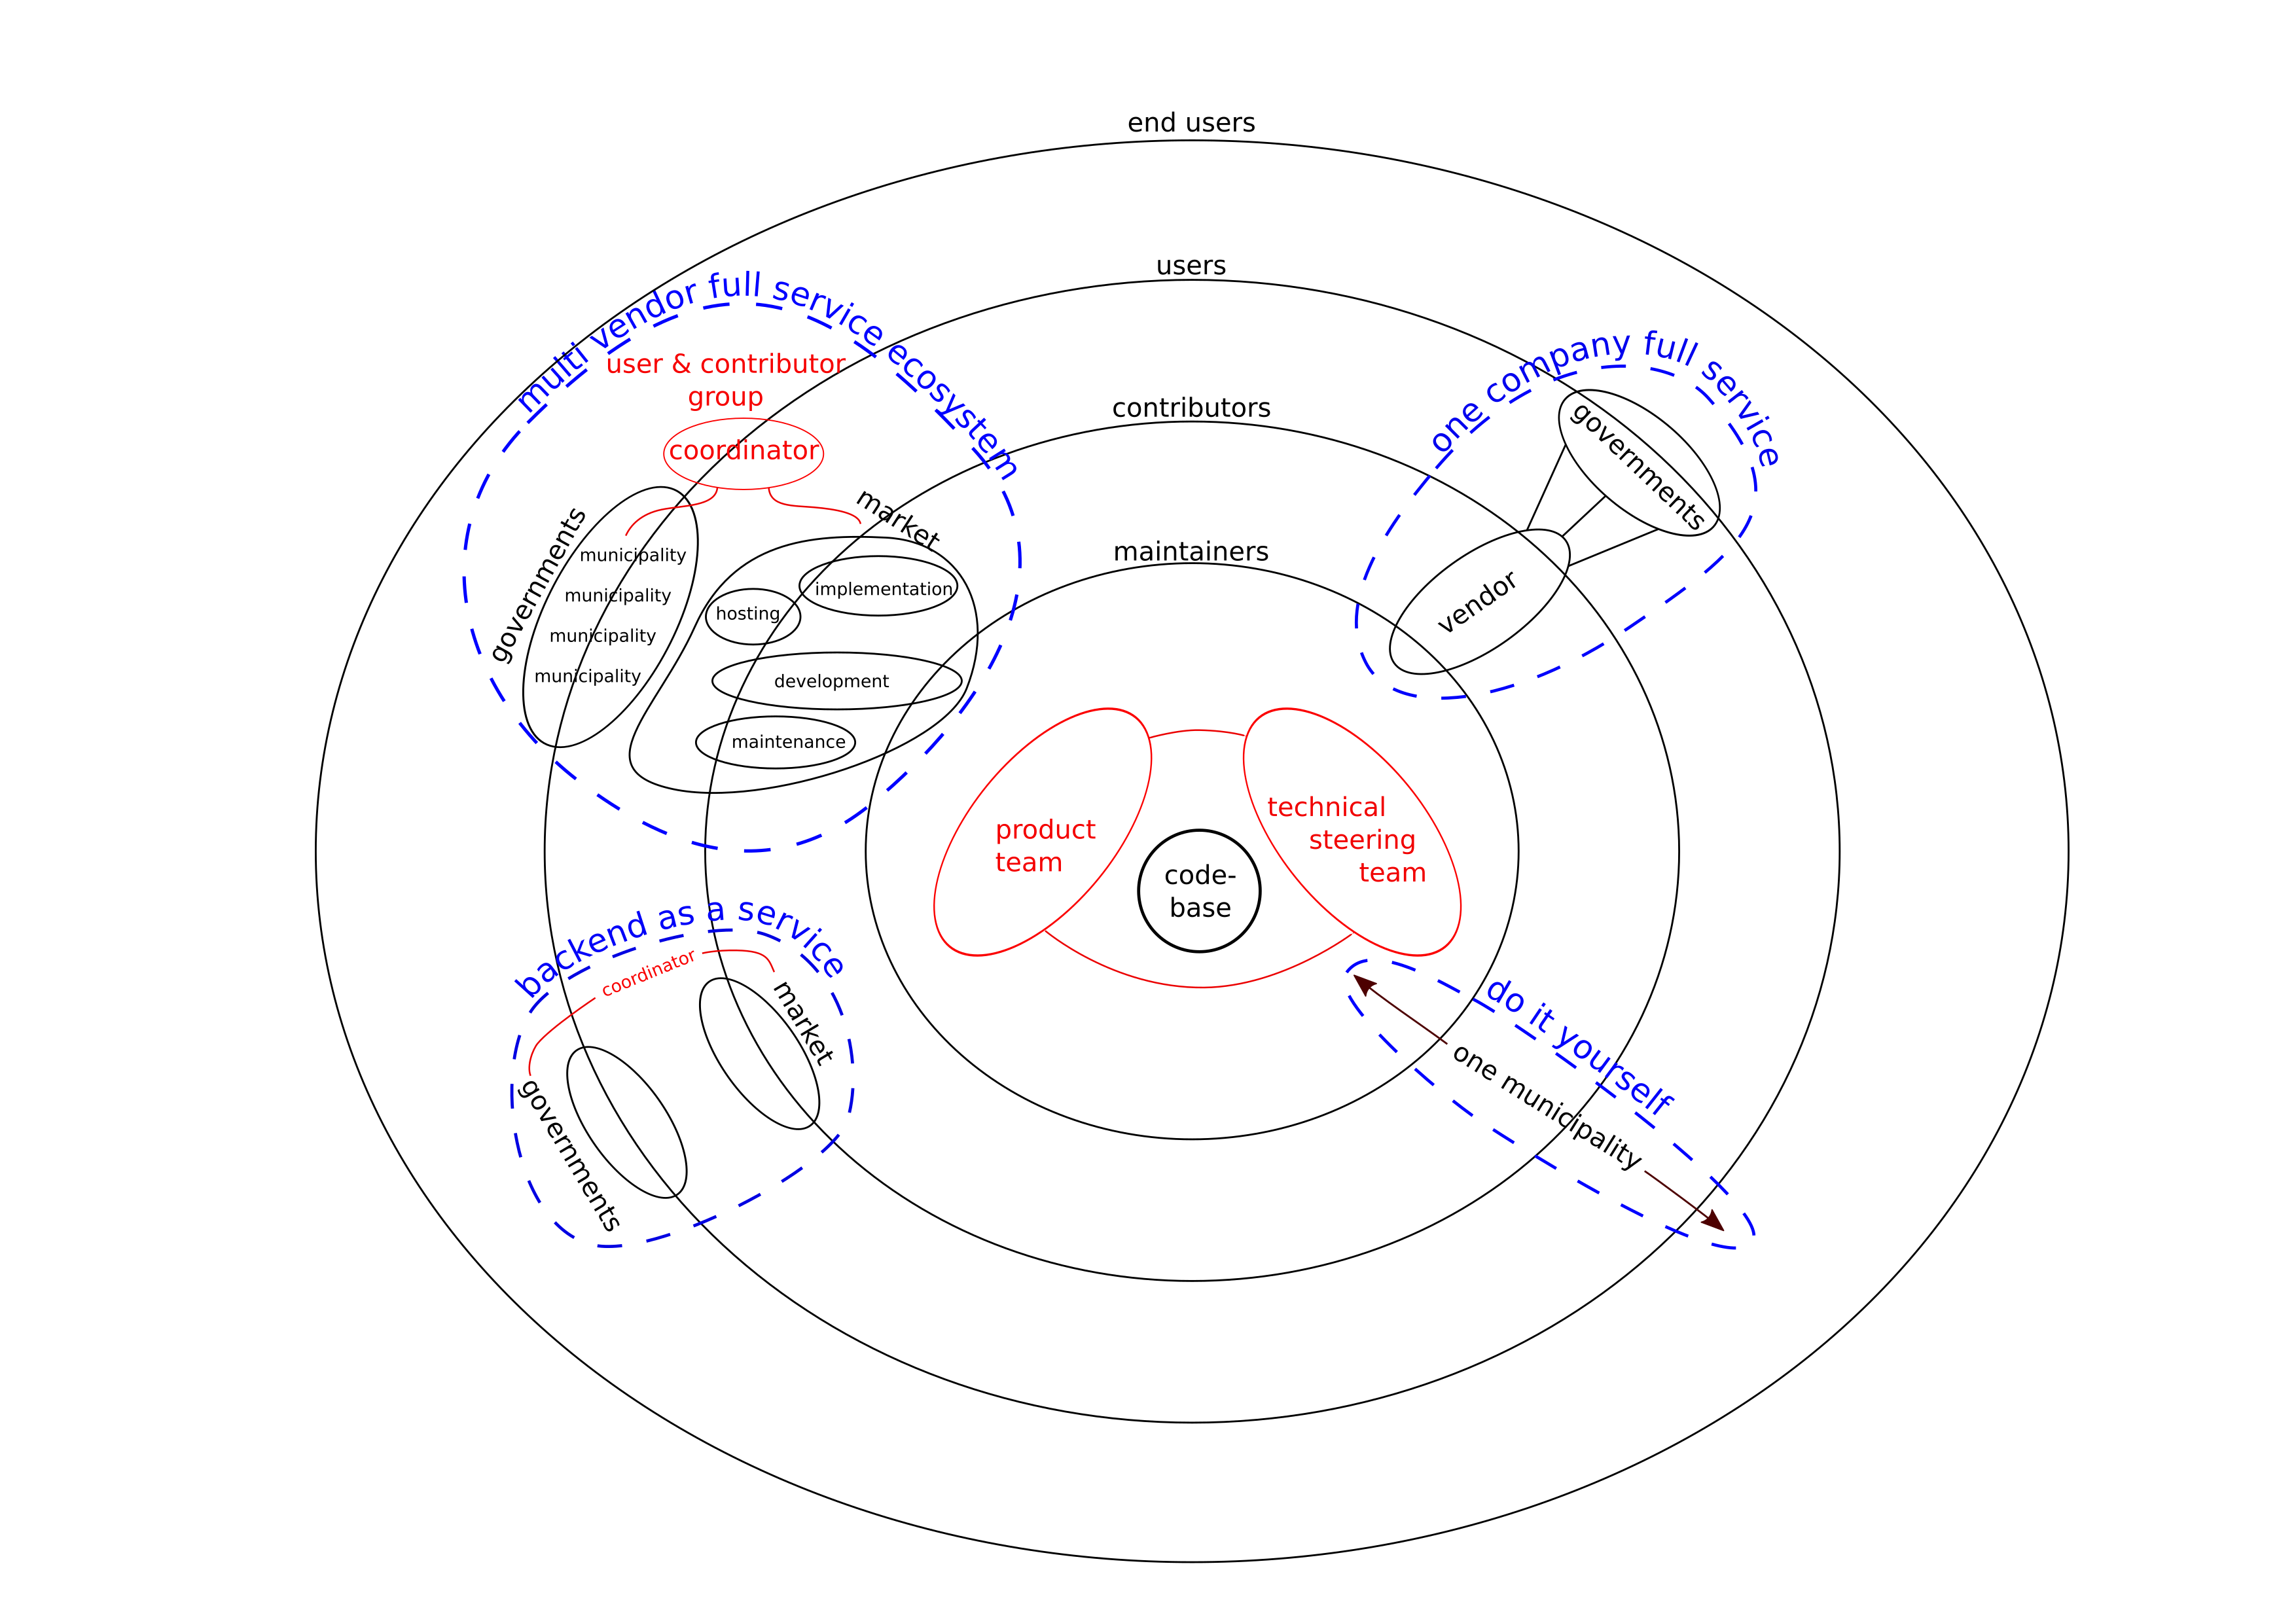 end users
users
contributors
maintainers
multi vendor full service ecosystem
user & contributor
group
coordinator
governments
municipality
municipality
municipality
municipality
market
implementation
hosting
development
maintenance
one company full service
governments
vendor
product
team
technical
steering
team
code-
base
backend as a service
coordinator
market
governments
do it yourself
one municipality